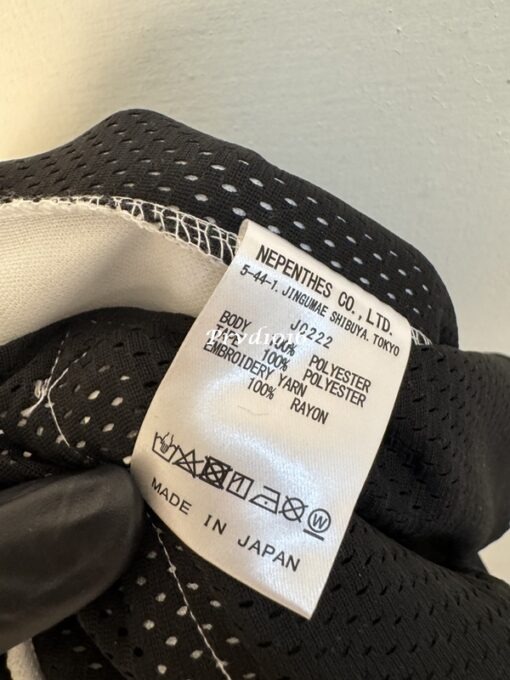 NEPENTHES CO., LTD.
5-44-1, JINGUMAE SHIBUYA, TOKYO
BODY 100% POLYESTER
100% POLYESTER
EMBROIDERY YARN
100% RAYON
W
MADE IN JAPAN